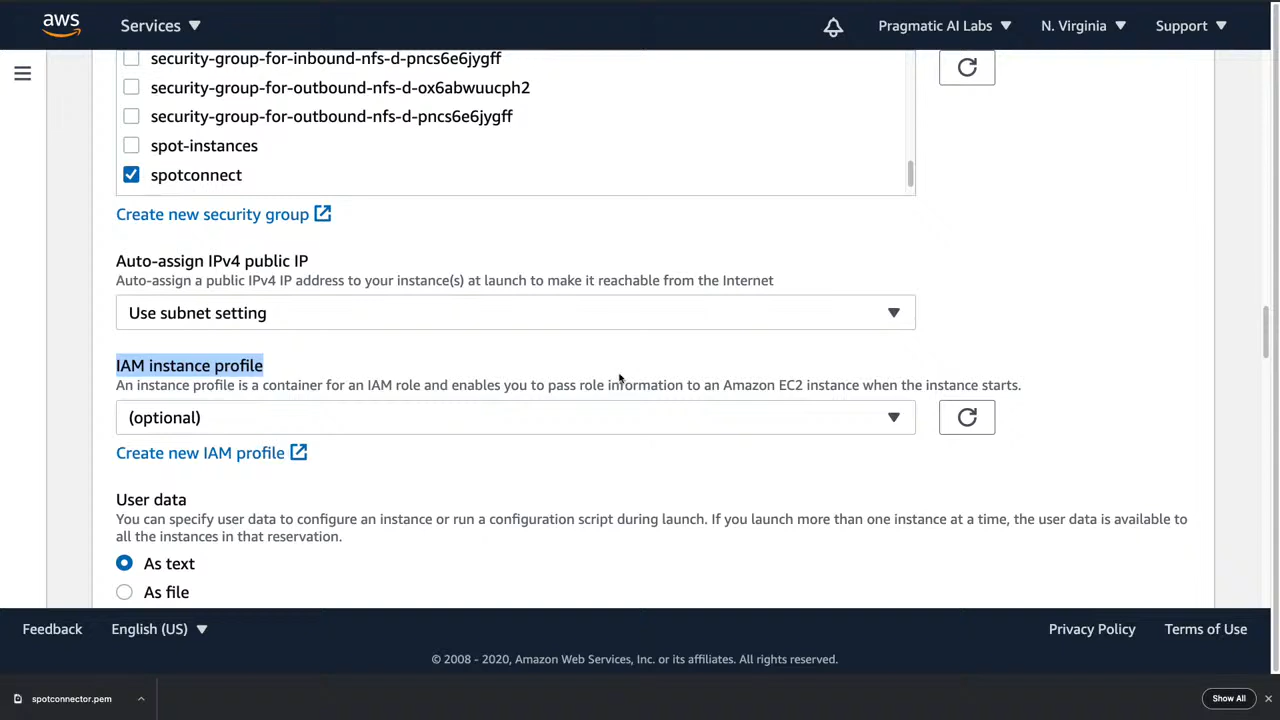 aws
Services
Pragmatic AI Labs
N. Virginia
Support
security-group-for-inbound-nfs-d-pncs6e6jygff
security-group-for-outbound-nfs-d-ox6abwuucph2
security-group-for-outbound-nfs-d-pncs6e6jygff
spot-instances
spotconnect
Create new security group
Auto-assign IPv4 public IP
Auto-assign a public IPv4 IP address to your instance(s) at launch to make it reachable from the Internet
Use subnet setting
IAM instance profile
An instance profile is a container for an IAM role and enables you to pass role information to an Amazon EC2 instance when the instance starts.
(optional)
Create new IAM profile
User data
You can specify user data to configure an instance or run a configuration script during launch. If you launch more than one instance at a time, the user data is available to
all the instances in that reservation.
As text
As file
Feedback
English (US)
Privacy Policy
Terms of Use
© 2008 - 2020, Amazon Web Services, Inc. or its affiliates. All rights reserved.
spotconnector.pem
Show All